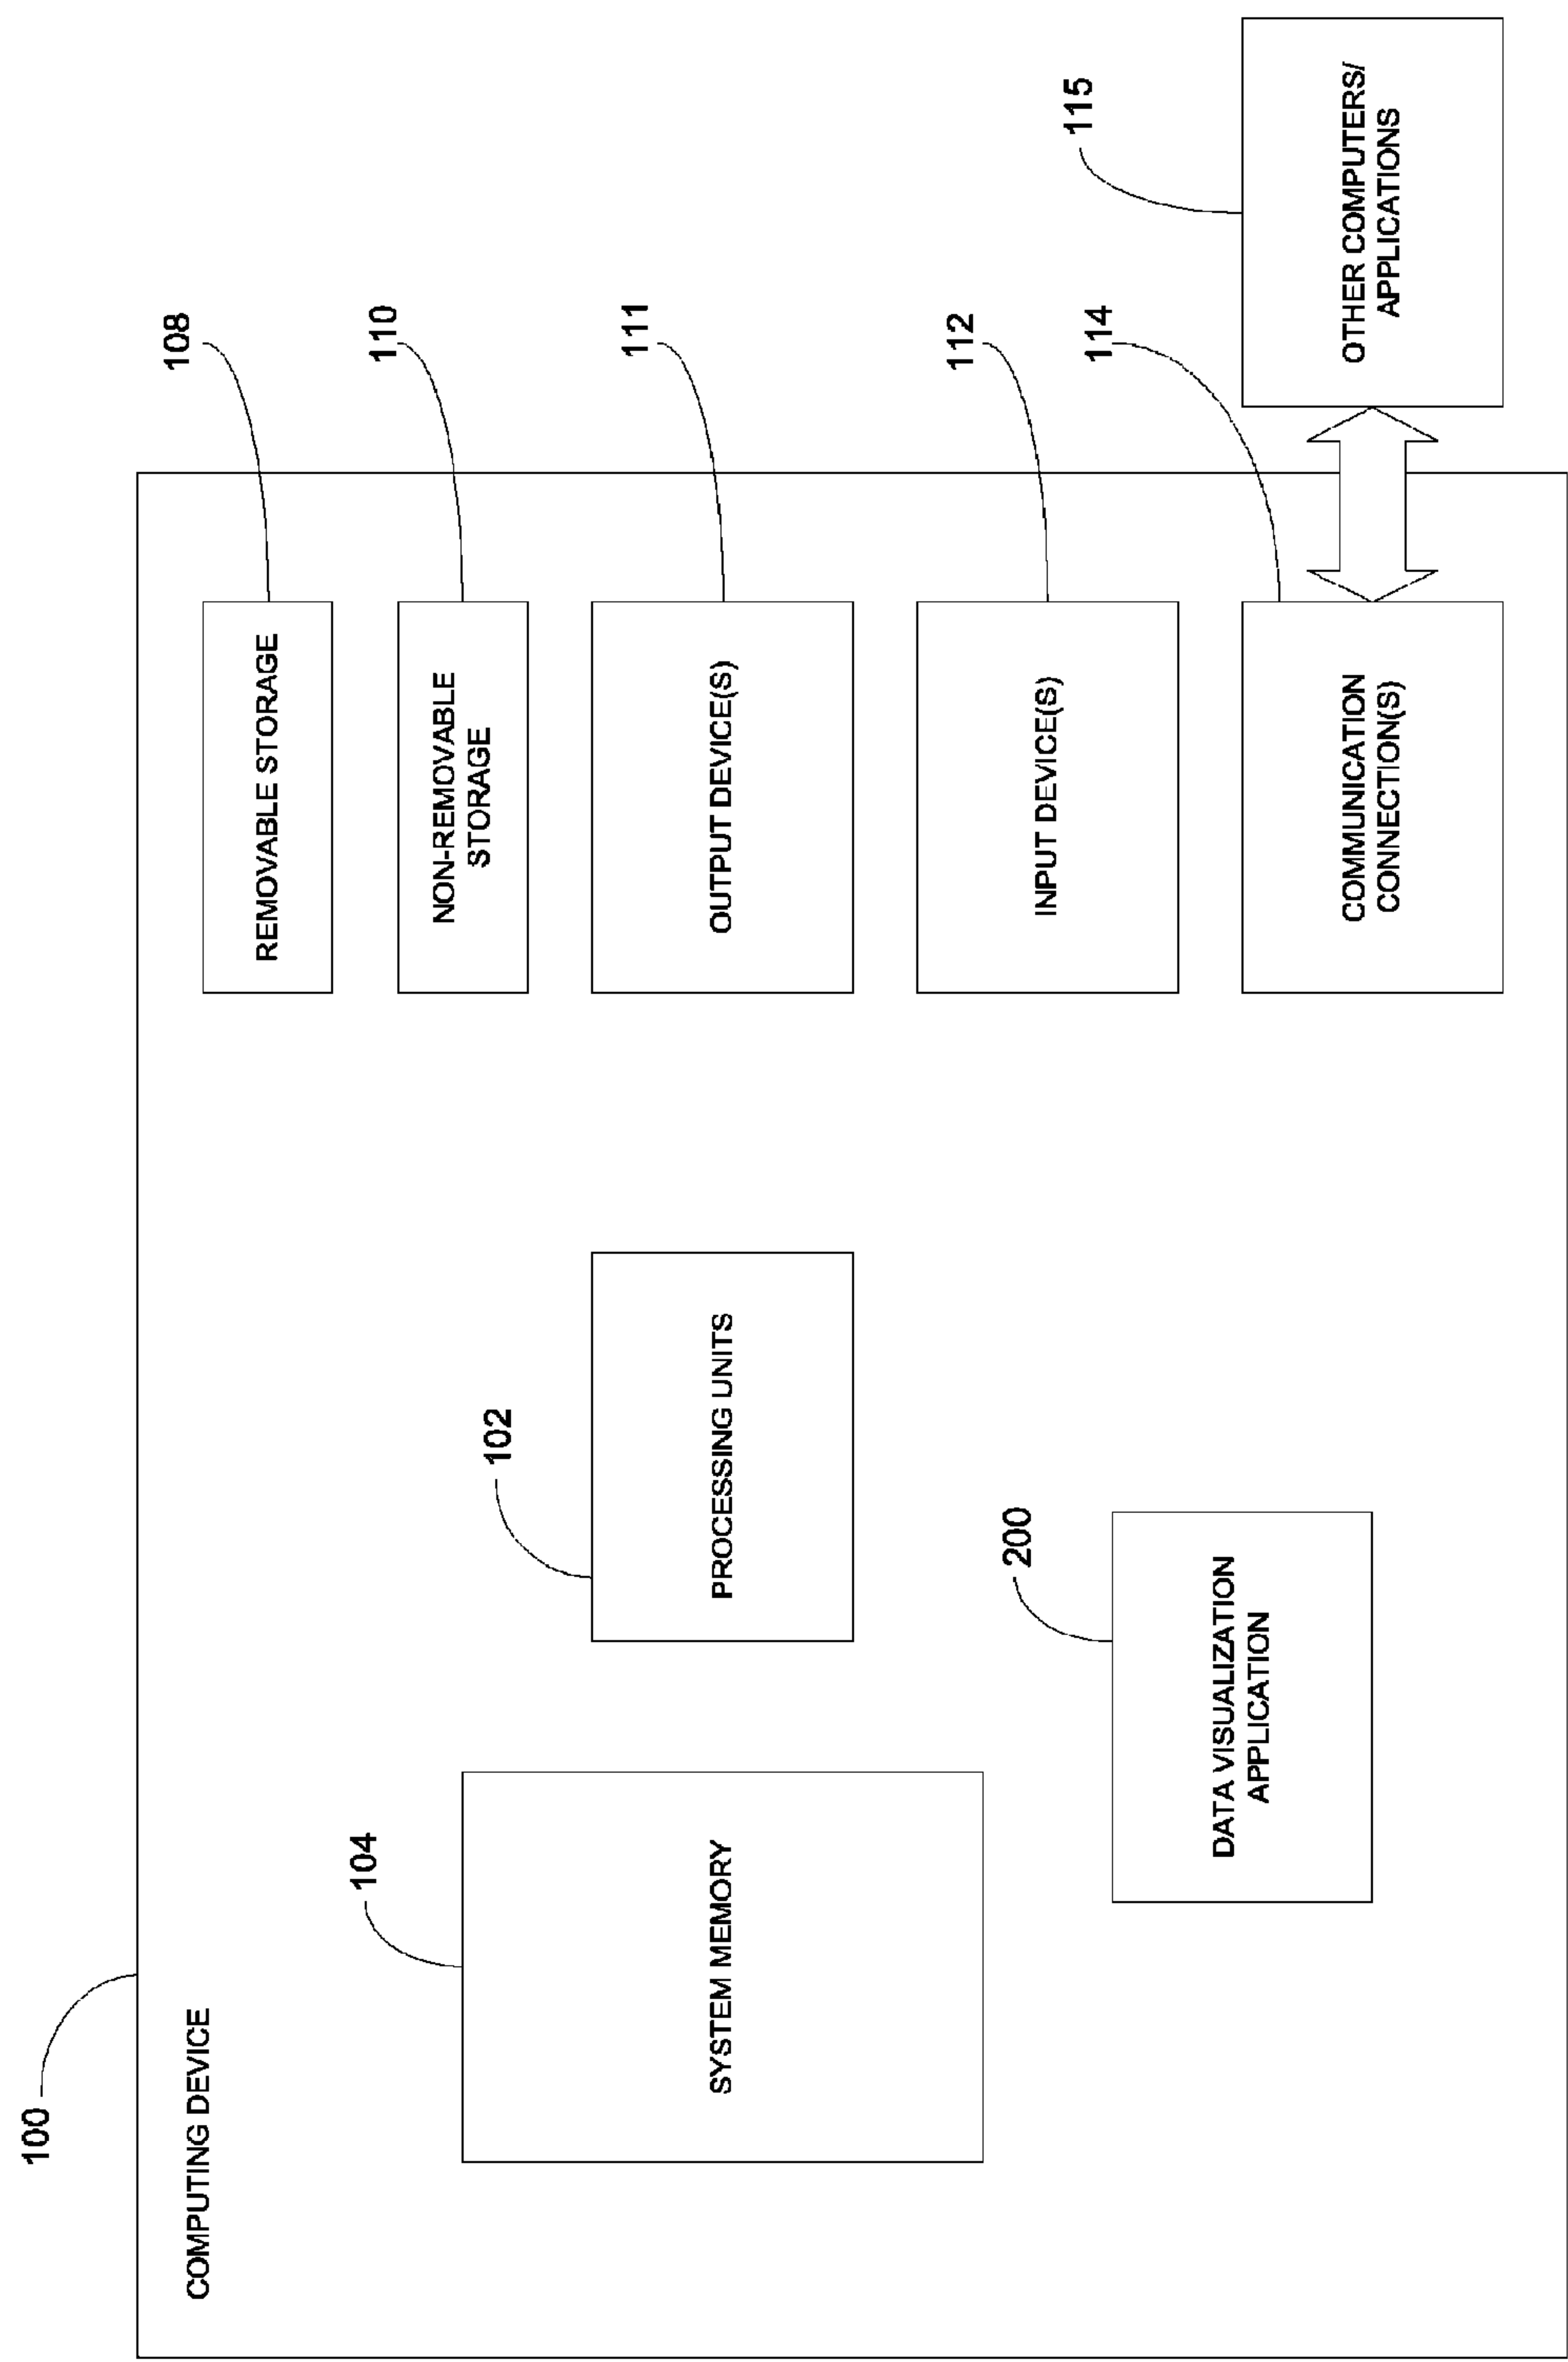 100
COMPUTING DEVICE
104
SYSTEM MEMORY
102
PROCESSING UNITS
200
DATA VISUALIZATION
APPLICATION
108
REMOVABLE STORAGE
110
NON-REMOVABLE
STORAGE
111
OUTPUT DEVICE(S)
112
INPUT DEVICE(S)
114
COMMUNICATION
CONNECTION(S)
115
OTHER COMPUTERS/
APPLICATIONS